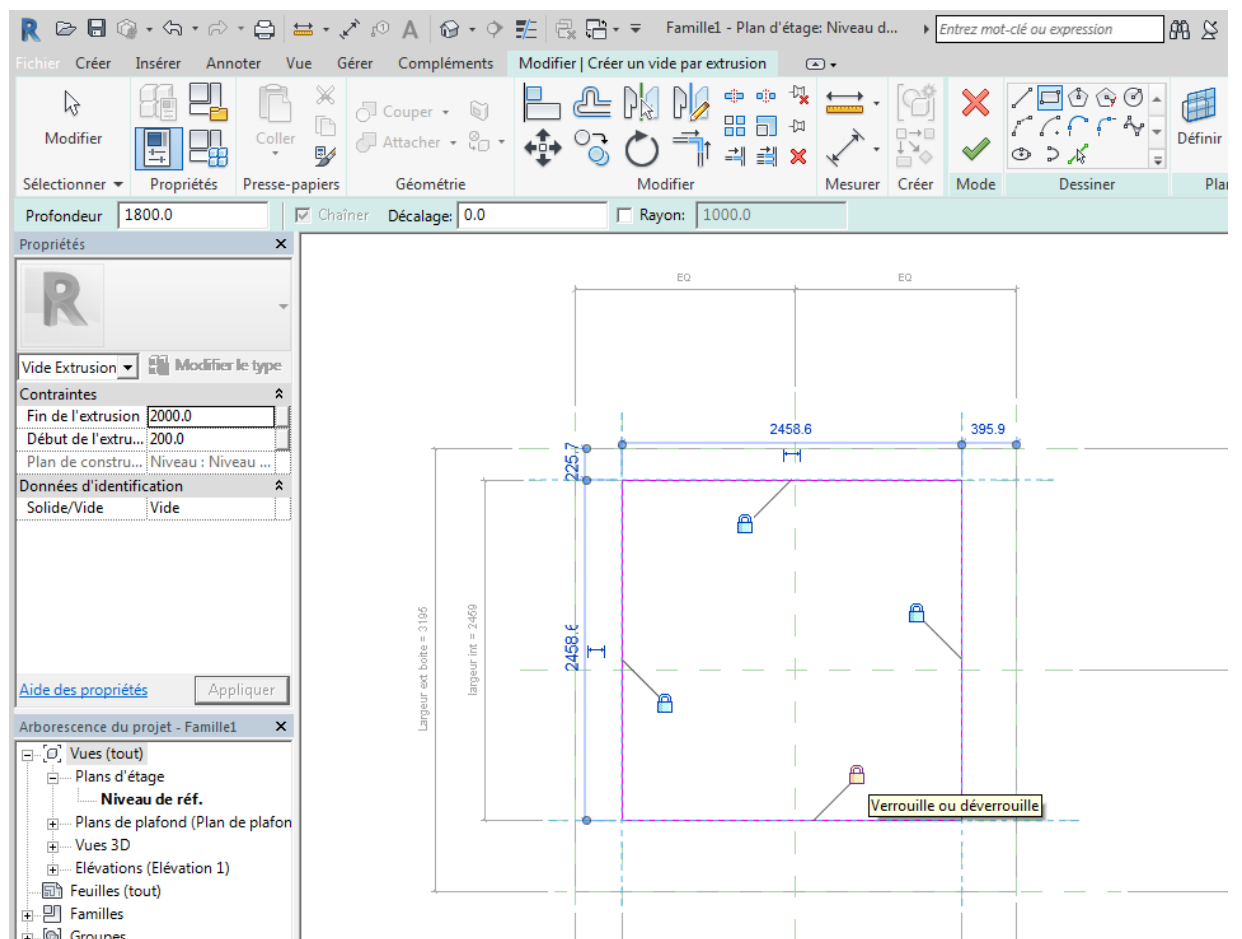 Famille1 - Plan d'étage: Niveau d...
Entrez mot-clé ou expression
Fichier Créer Insérer Annoter Vue Gérer Compléments Modifier | Créer un vide par extrusion
Modifier
Coller
Couper
Attacher
Définir
Sélectionner Propriétés Presse-papiers Géométrie Modifier Mesurer Créer Mode Dessiner Plan
Profondeur 1800.0 Chaîner Décalage: 0.0 Rayon: 1000.0
Propriétés
Vide Extrusion Modifier le type
Contraintes
Fin de l'extrusion 2000.0
Début de l'extru... 200.0
Plan de constru... Niveau : Niveau ...
Données d'identification
Solide/Vide Vide
Aide des propriétés Appliquer
Arborescence du projet - Famille1
Vues (tout)
Plans d'étage
Niveau de réf.
Plans de plafond (Plan de plafon
Vues 3D
Elévations (Elévation 1)
Feuilles (tout)
Familles
Groupes
EQ EQ
2458.6 395.9
225.7
2458.6
Largeur ext boite = 3195
largeur int = 2459
Verrouille ou déverrouille